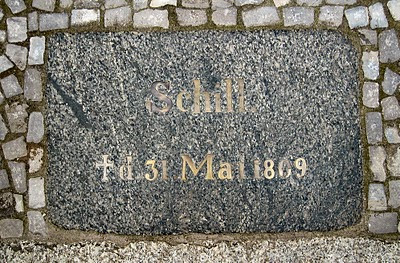 Schill.
† d. 31. Mai 1809.